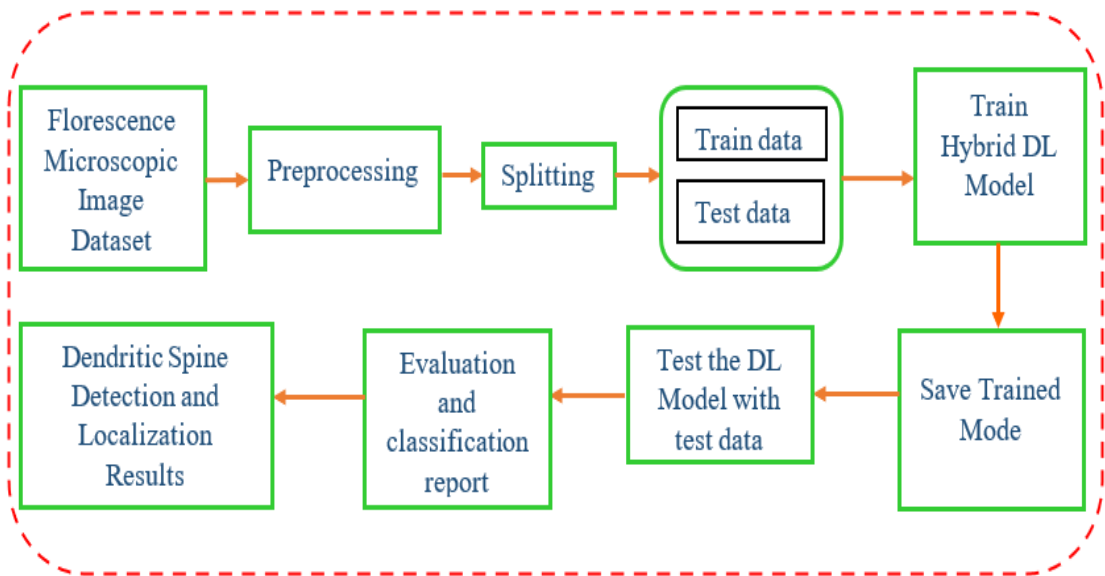 Florescence
Microscopic
Image
Dataset
Preprocessing
Splitting
Train data
Test data
Train
Hybrid DL
Model
Save Trained
Mode
Test the DL
Model with
test data
Evaluation
and
classification
report
Dendritic Spine
Detection and
Localization
Results